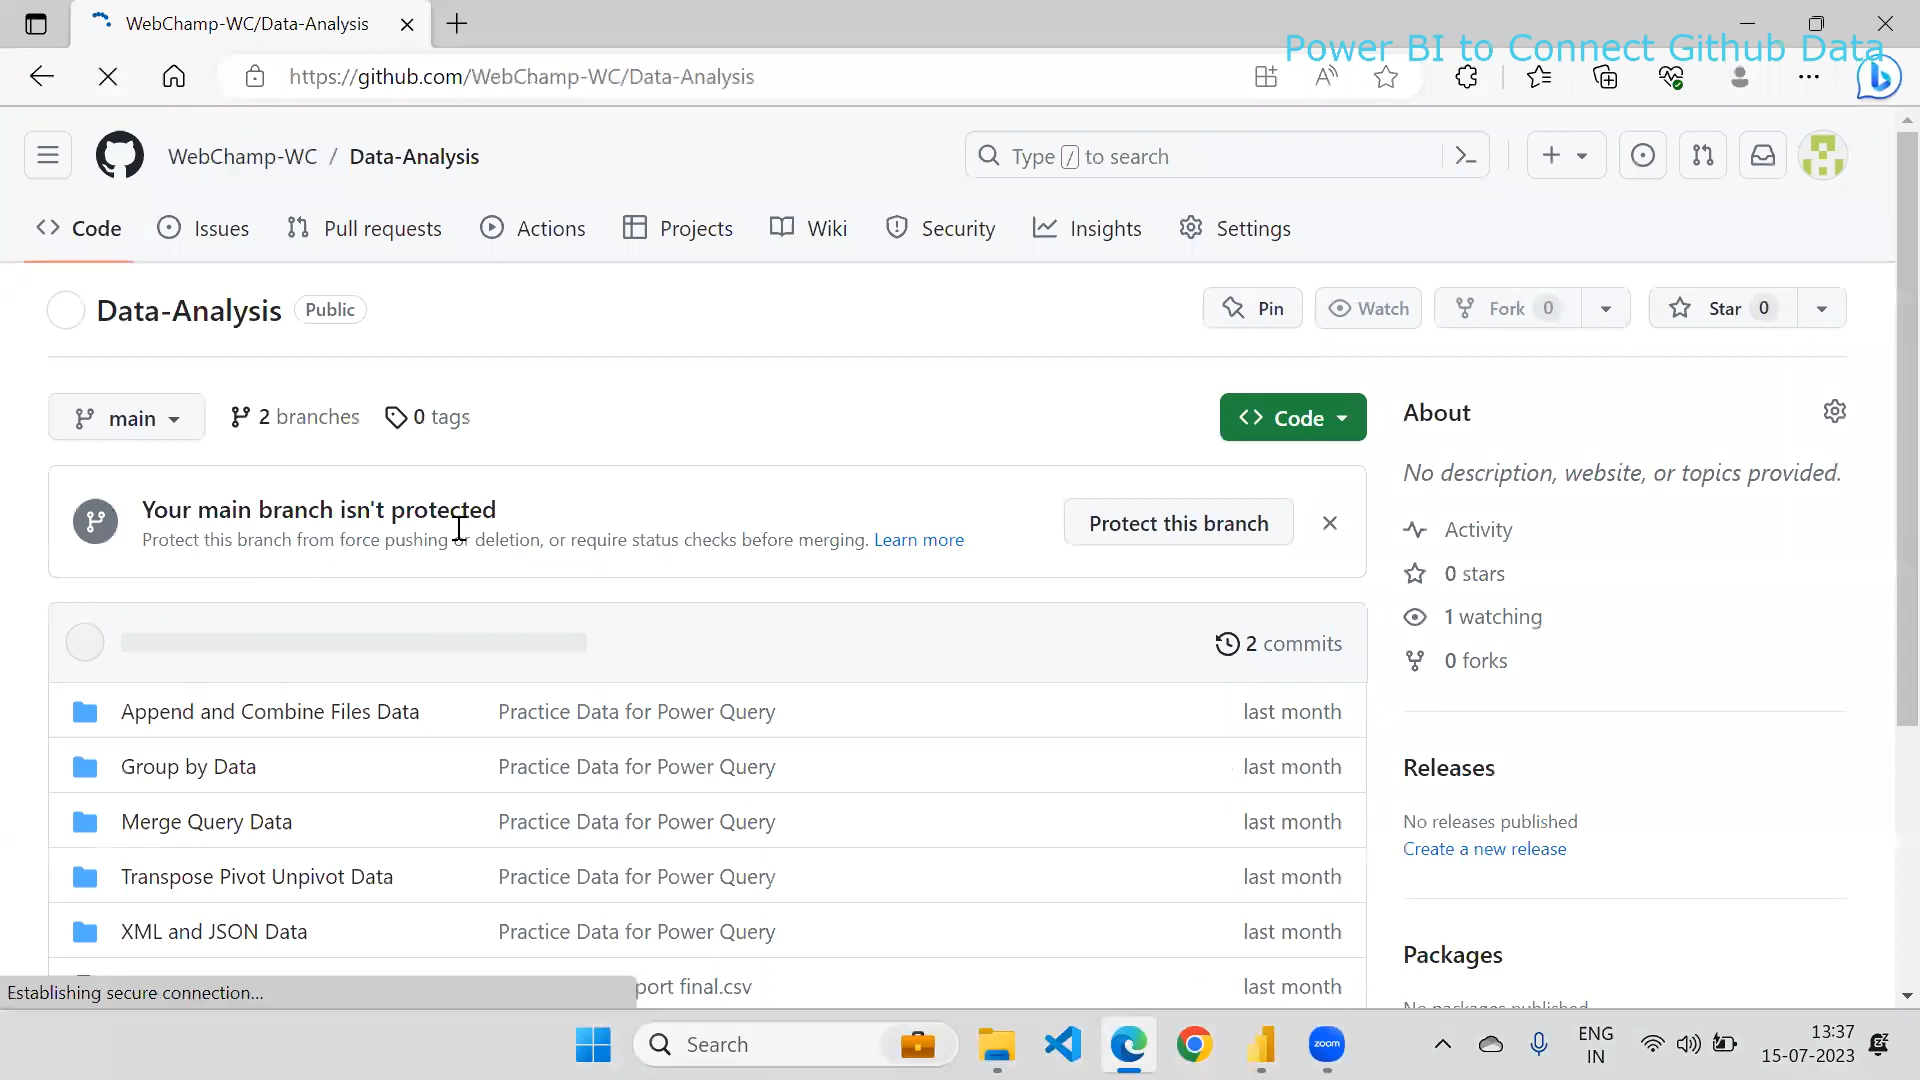 WebChamp-WC/Data-Analysis
Power BI to Connect Github Data
https://github.com/WebChamp-WC/Data-Analysis
WebChamp-WC / Data-Analysis
Type / to search
Code Issues Pull requests Actions Projects Wiki Security Insights Settings
Data-Analysis Public
Pin Watch Fork 0 Star 0
main 2 branches 0 tags
Code
Your main branch isn't protected
Protect this branch from force pushing or deletion, or require status checks before merging. Learn more
Protect this branch
2 commits
Append and Combine Files Data Practice Data for Power Query last month
Group by Data Practice Data for Power Query last month
Merge Query Data Practice Data for Power Query last month
Transpose Pivot Unpivot Data Practice Data for Power Query last month
XML and JSON Data Practice Data for Power Query last month
port final.csv last month
About
No description, website, or topics provided.
Activity
0 stars
1 watching
0 forks
Releases
No releases published
Create a new release
Packages
No packages published
Establishing secure connection...
Search
zoom
ENG
IN
13:37
15-07-2023